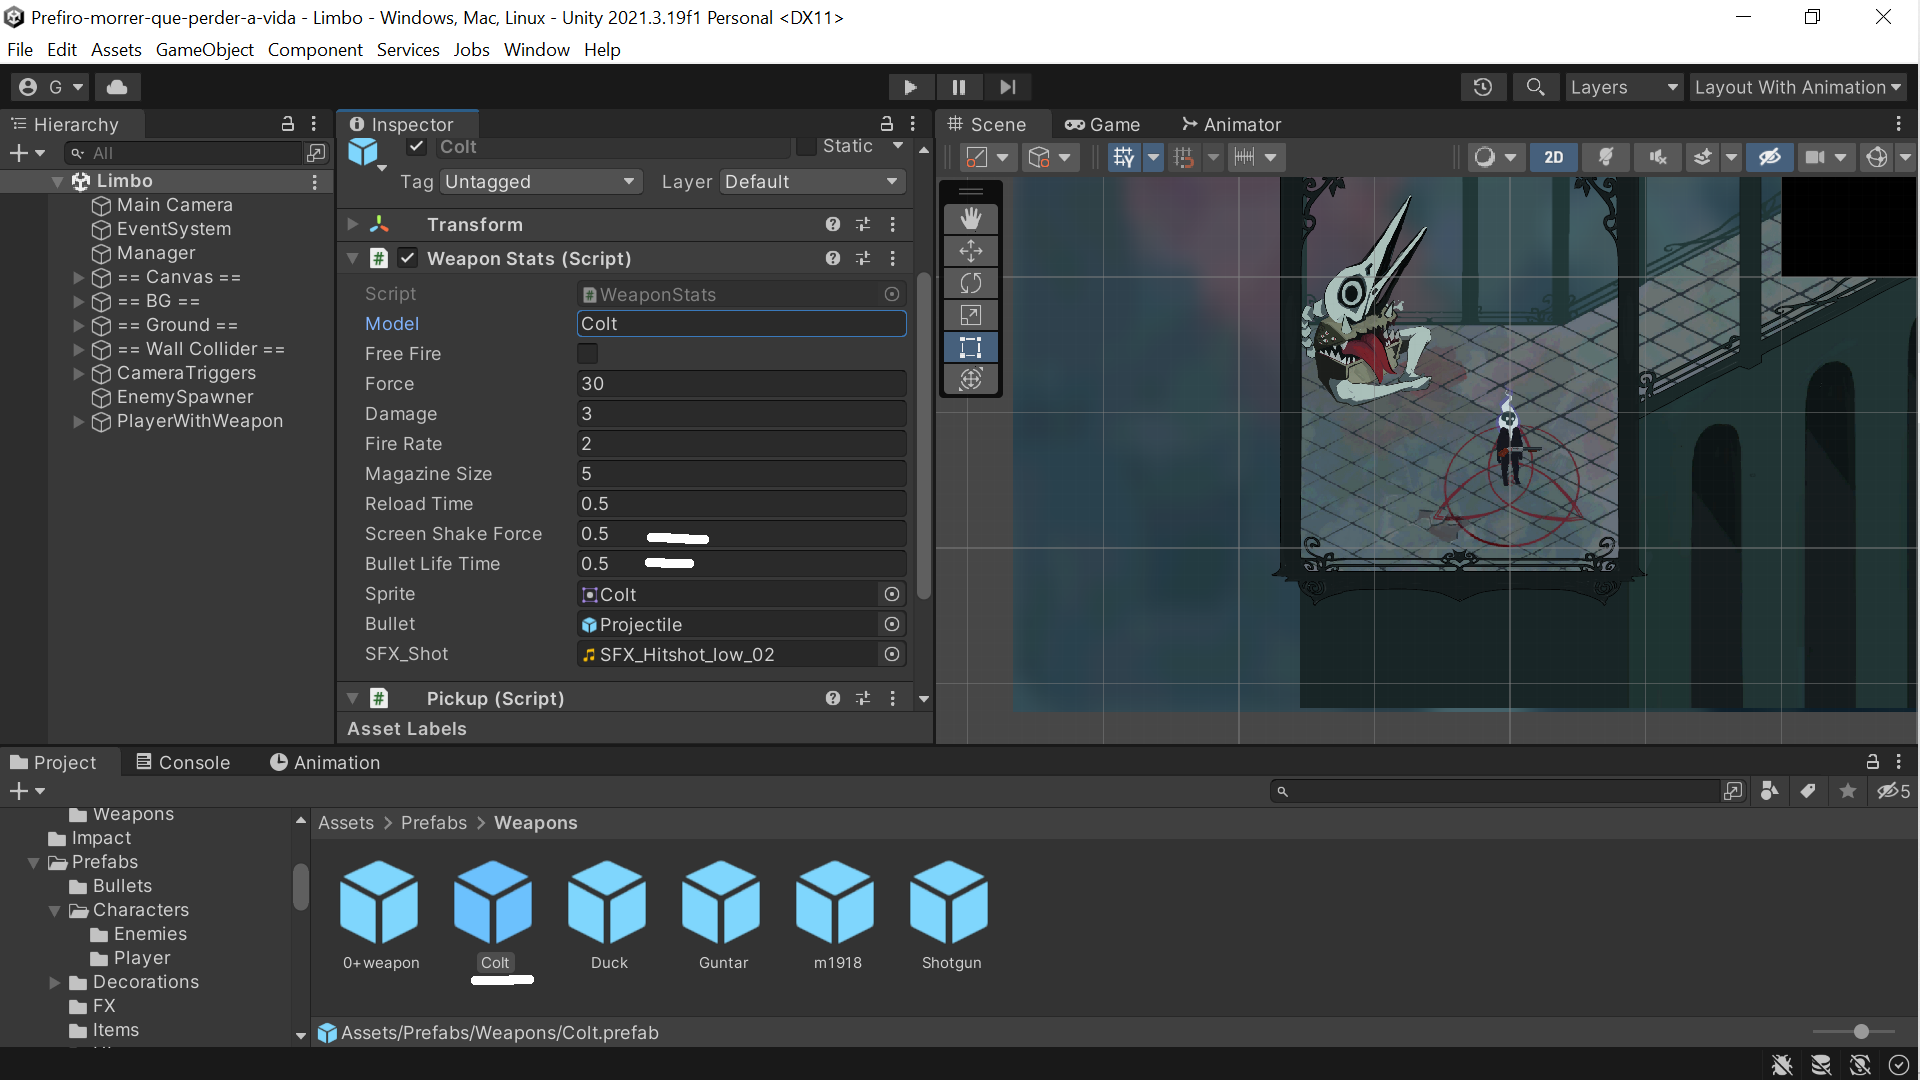 Prefiro-morrer-que-perder-a-vida - Limbo - Windows, Mac, Linux - Unity 2021.3.19f1 Personal <DX11>
File Edit Assets GameObject Component Services Jobs Window Help
G Layers Layout With Animation
Hierarchy
All
Limbo
Main Camera
EventSystem
Manager
== Canvas ==
== BG ==
== Ground ==
== Wall Collider ==
CameraTriggers
EnemySpawner
PlayerWithWeapon
Inspector
Colt Static
Tag Untagged Layer Default
Transform
Weapon Stats (Script)
Script WeaponStats
Model Colt
Free Fire
Force 30
Damage 3
Fire Rate 2
Magazine Size 5
Reload Time 0.5
Screen Shake Force 0.5
Bullet Life Time 0.5
Sprite Colt
Bullet Projectile
SFX_Shot SFX_Hitshot_low_02
Pickup (Script)
Asset Labels
Scene Game Animator
2D
Project Console Animation
5
Weapons
Impact
Prefabs
Bullets
Characters
Enemies
Player
Decorations
FX
Items
Assets > Prefabs > Weapons
0+weapon Colt Duck Guntar m1918 Shotgun
Assets/Prefabs/Weapons/Colt.prefab